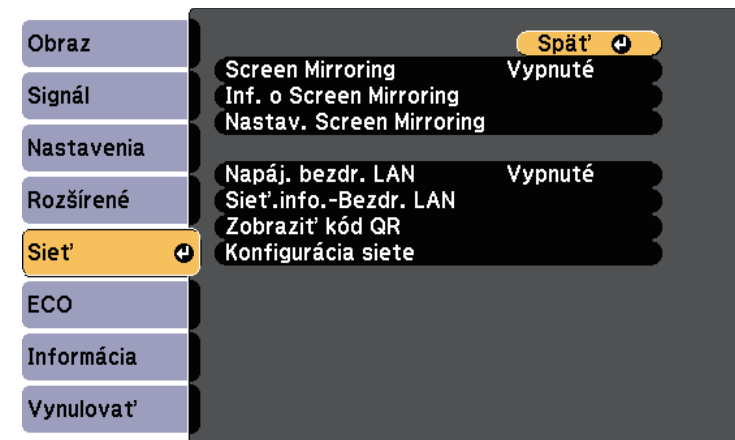 Obraz
Signál
Nastavenia
Rozšírené
Sieť
ECO
Informácia
Vynulovať
Späť
Screen Mirroring Vypnuté
Inf. o Screen Mirroring
Nastav. Screen Mirroring
Napáj. bezdr. LAN Vypnuté
Sieť.info.-Bezdr. LAN
Zobraziť kód QR
Konfigurácia siete